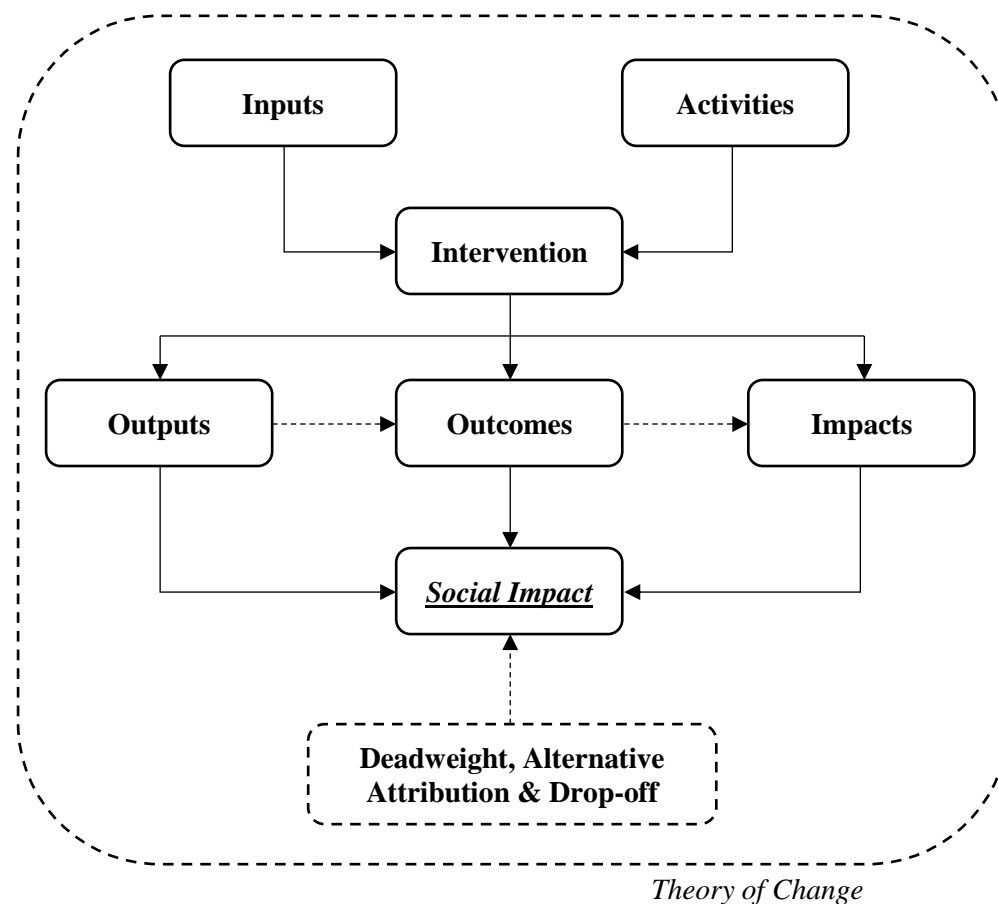 Inputs
Activities
Intervention
Outputs
Outcomes
Impacts
Social Impact
Deadweight, Alternative
Attribution & Drop-off
Theory of Change